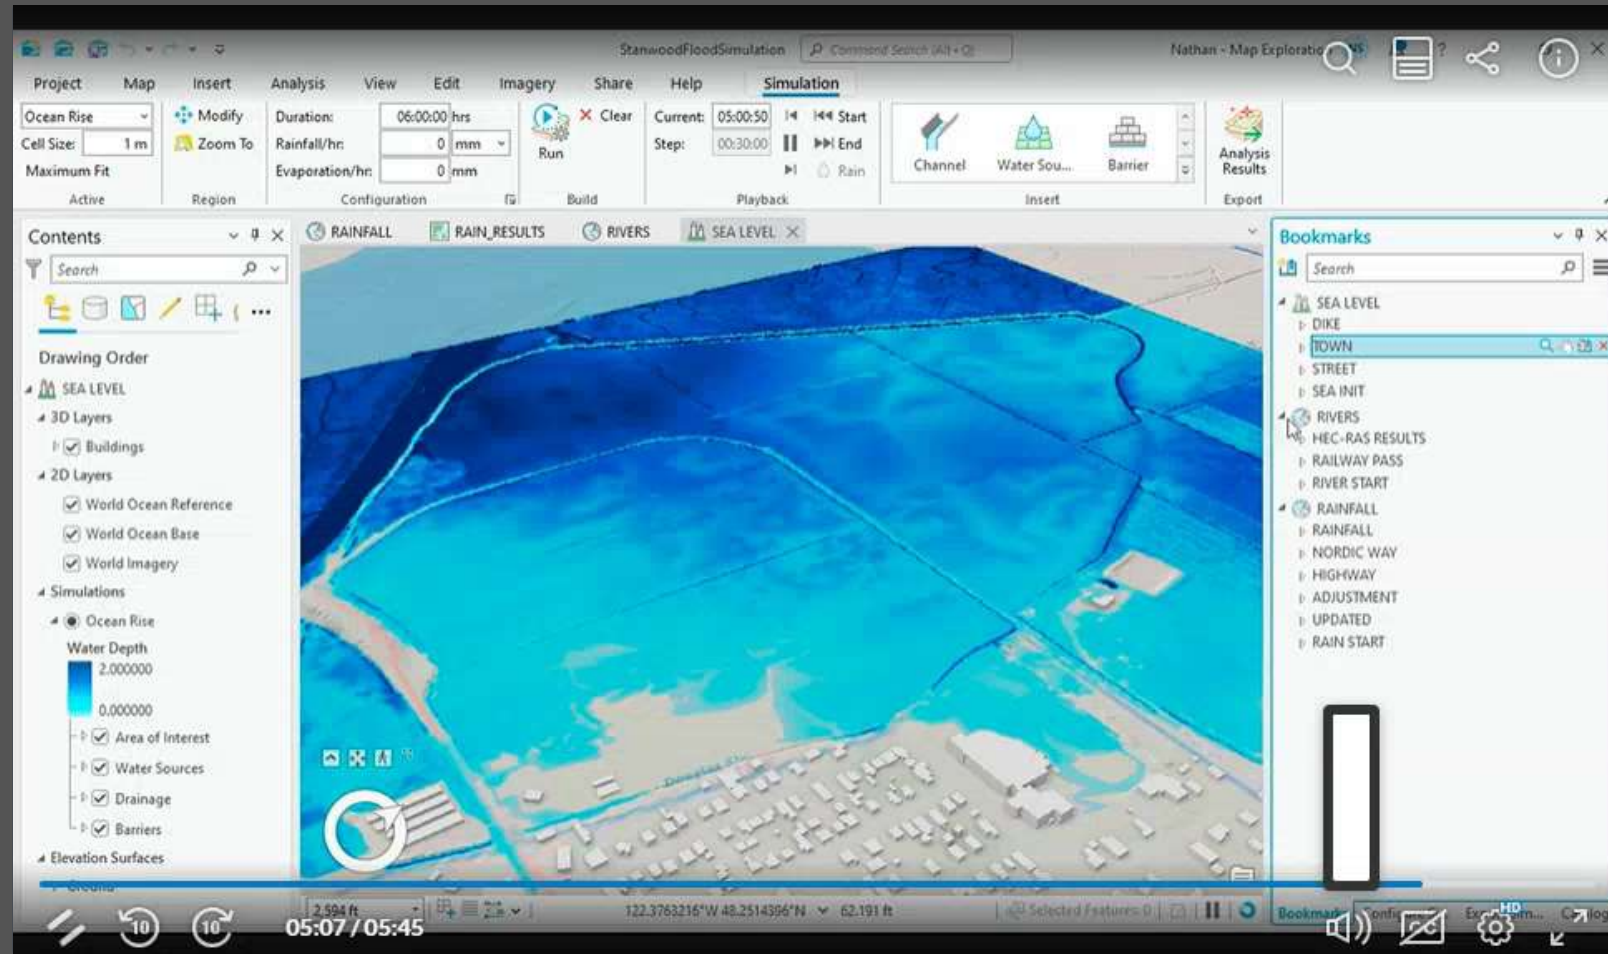 StanwoodFloodSimulation
Command Search (Alt+Q)
Nathan - Map Exploratio
NS
?
Project Map Insert Analysis View Edit Imagery Share Help Simulation
Ocean Rise
Cell Size: 1 m
Maximum Fit
Active
Modify
Zoom To
Region
Duration: 06:00:00 hrs
Rainfall/hr: 0 mm
Evaporation/hr: 0 mm
Configuration
Run
Clear
Build
Current: 05:00:50 Start
Step: 00:30:00 End
Rain
Playback
Channel
Water Sou...
Barrier
Insert
Analysis
Results
Export
Contents
Search
Drawing Order
SEA LEVEL
3D Layers
Buildings
2D Layers
World Ocean Reference
World Ocean Base
World Imagery
Simulations
Ocean Rise
Water Depth
2.000000
0.000000
Area of Interest
Water Sources
Drainage
Barriers
Elevation Surfaces
Ground
RAINFALL RAIN_RESULTS RIVERS SEA LEVEL
2,594 ft
122.3763216°W 48.2514396°N 62.191 ft
Selected Features: 0
Bookmarks
Search
SEA LEVEL
DIKE
TOWN
STREET
SEA INIT
RIVERS
HEC-RAS RESULTS
RAILWAY PASS
RIVER START
RAINFALL
RAINFALL
NORDIC WAY
HIGHWAY
ADJUSTMENT
UPDATED
RAIN START
10 10 05:07 / 05:45
CC
HD